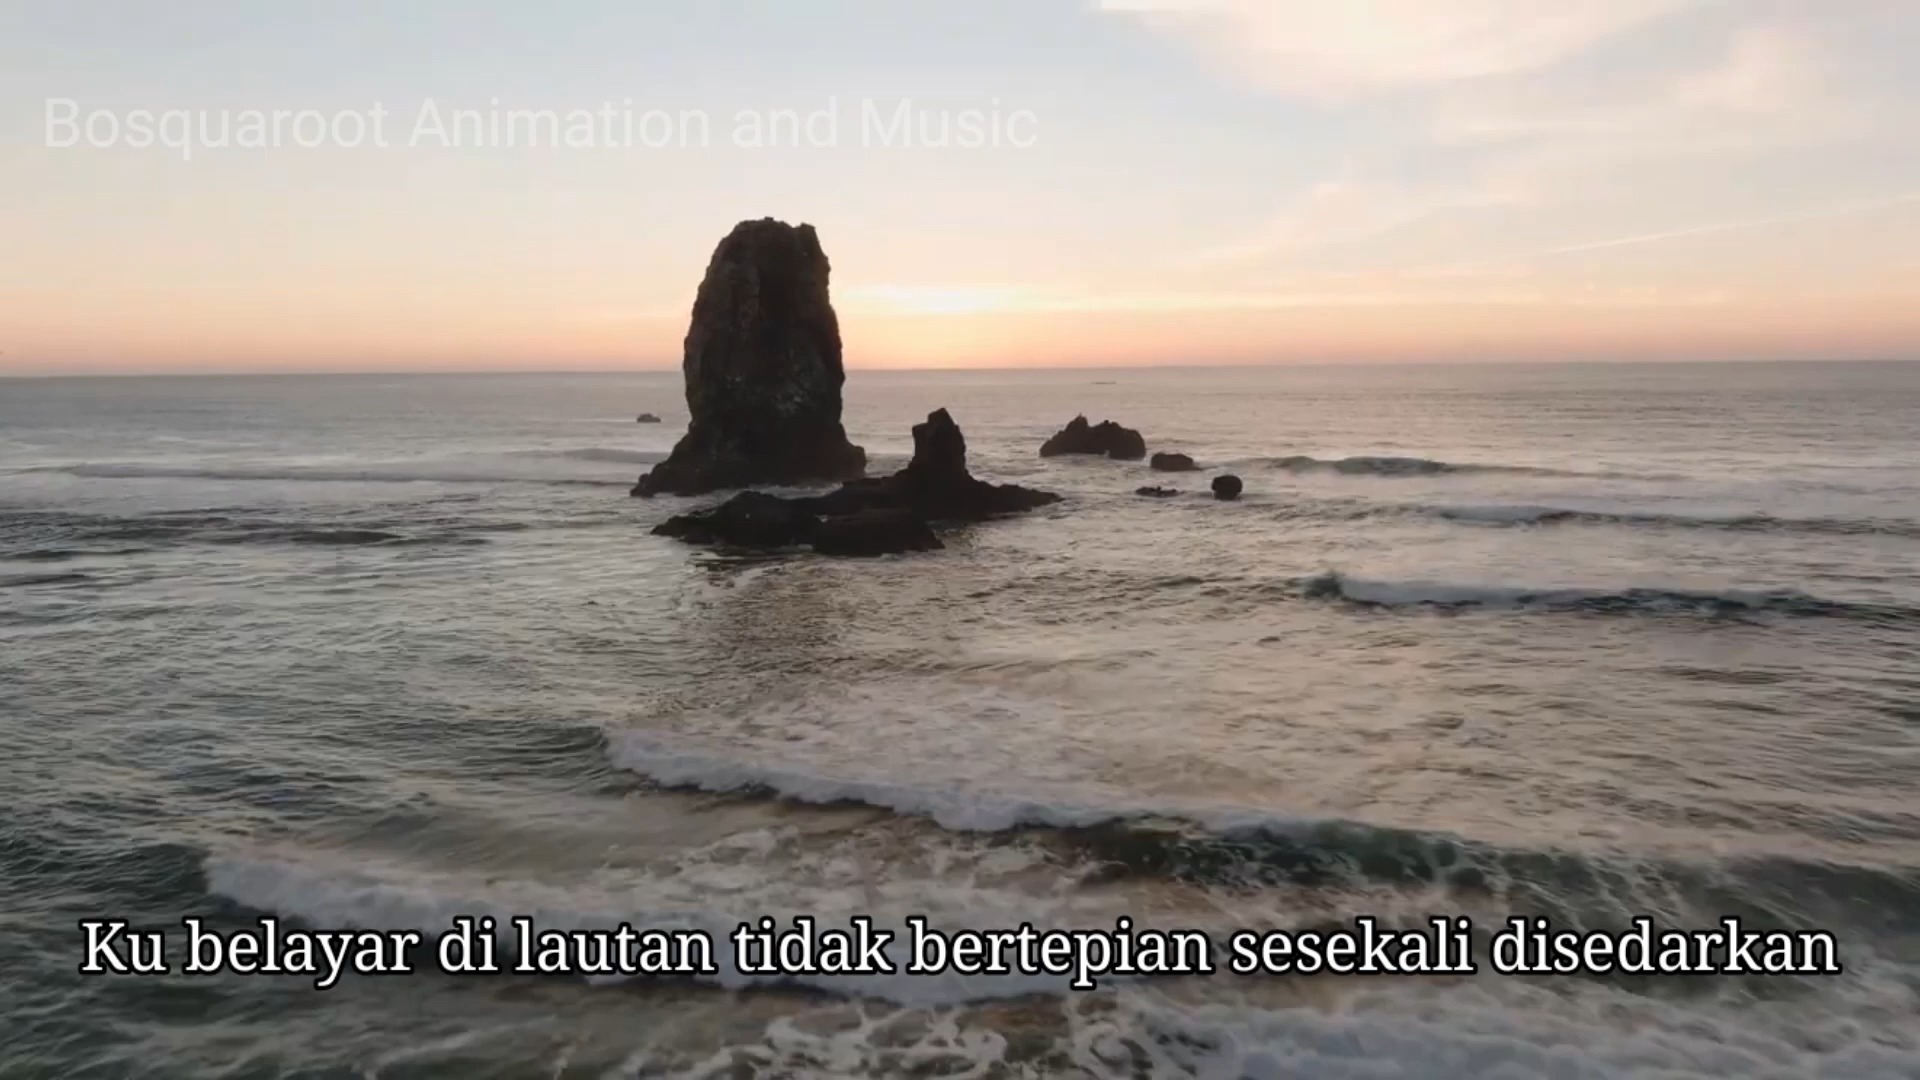 Bosquaroot Animation and Music
Ku belayar di lautan tidak bertepian sesekali disedarkan